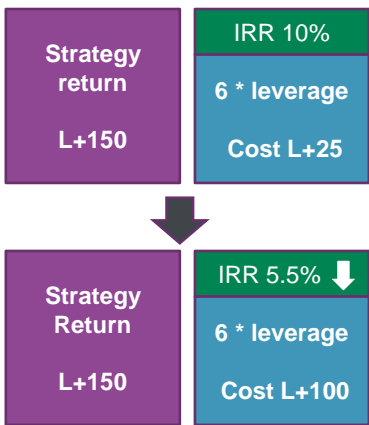 Strategy
return
L+150
IRR 10%
6 * leverage
Cost L+25
Strategy
Return
L+150
IRR 5.5%
6 * leverage
Cost L+100